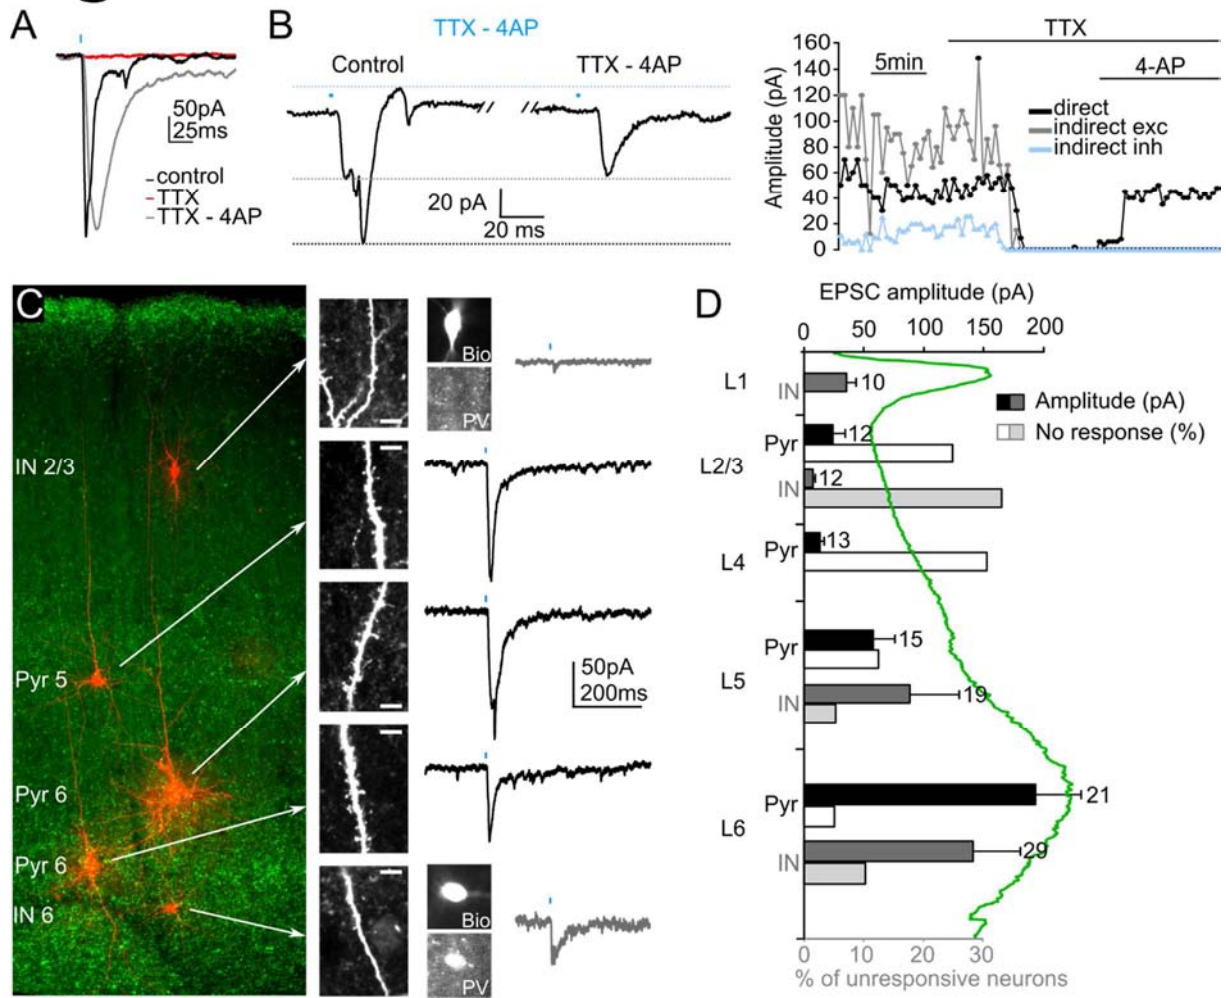 A
50pA
25ms
control
TTX
TTX - 4AP
B
TTX - 4AP
Control
TTX - 4AP
20 pA
20 ms
TTX
5min
4-AP
Amplitude (pA)
160
140
120
100
80
60
40
20
0
direct
indirect exc
indirect inh
C
IN 2/3
Pyr 5
Pyr 6
Pyr 6
IN 6
Bio
PV
50pA
200ms
Bio
PV
D
EPSC amplitude (pA)
0 50 100 150 200
L1 IN 10
Amplitude (pA)
No response (%)
Pyr 12
L2/3
IN 12
Pyr 13
L4
Pyr 15
L5
IN 19
Pyr 21
L6
IN 29
0 10 20 30
% of unresponsive neurons